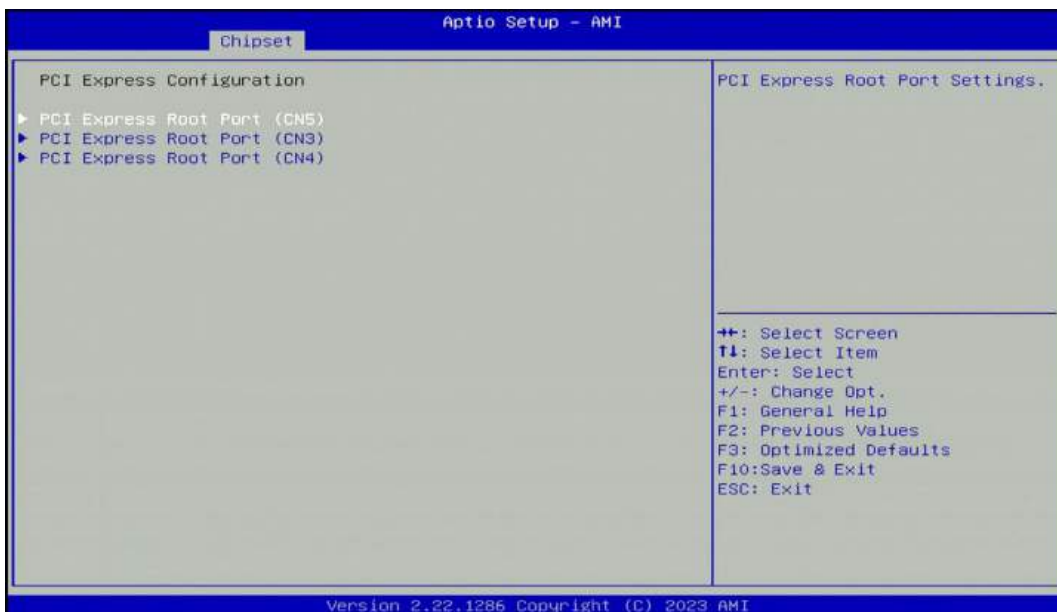 Aptio Setup – AMI
Chipset
PCI Express Configuration
▶ PCI Express Root Port (CN5)
▶ PCI Express Root Port (CN3)
▶ PCI Express Root Port (CN4)
PCI Express Root Port Settings.
→←: Select Screen
↑↓: Select Item
Enter: Select
+/-: Change Opt.
F1: General Help
F2: Previous Values
F3: Optimized Defaults
F10:Save & Exit
ESC: Exit
Version 2.22.1286 Copyright (C) 2023 AMI